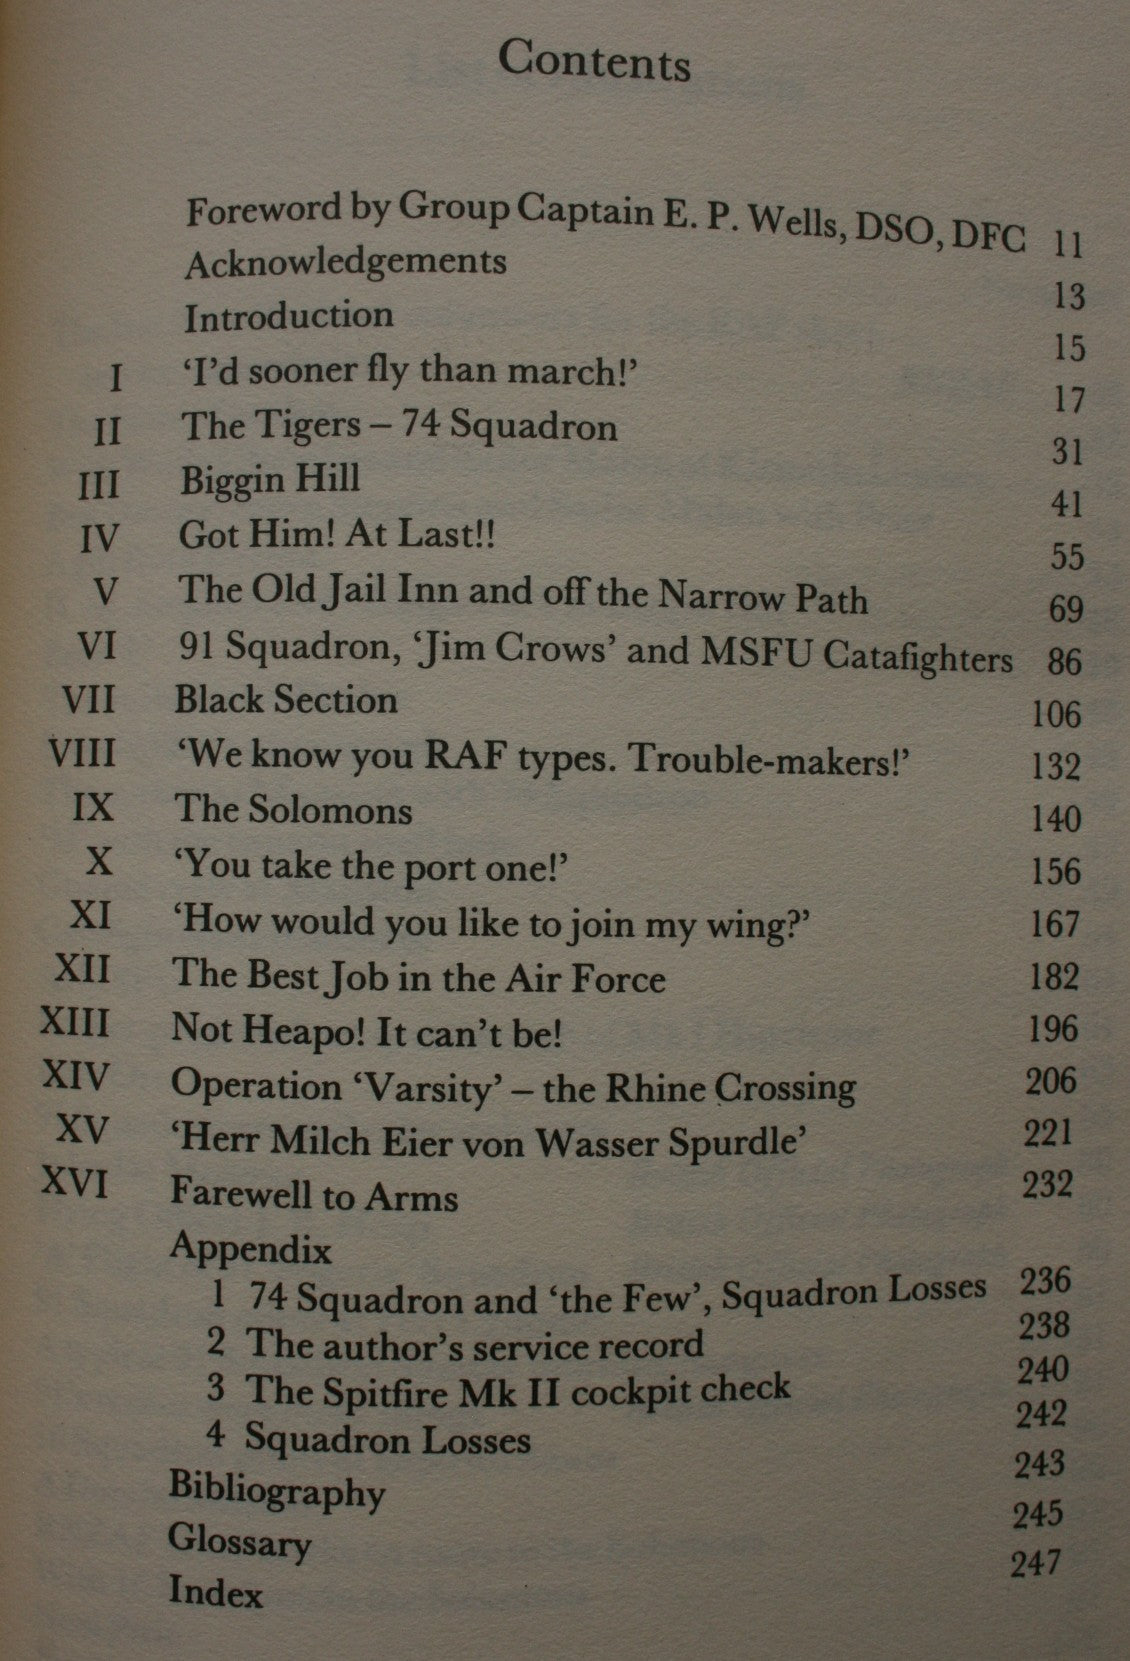 Contents
Foreword by Group Captain E. P. Wells, DSO, DFC 11
Acknowledgements 13
Introduction 15
I 'I'd sooner fly than march!' 17
II The Tigers – 74 Squadron 31
III Biggin Hill 41
IV Got Him! At Last!! 55
V The Old Jail Inn and off the Narrow Path 69
VI 91 Squadron, 'Jim Crows' and MSFU Catafighters 86
VII Black Section 106
VIII 'We know you RAF types. Trouble-makers!' 132
IX The Solomons 140
X 'You take the port one!' 156
XI 'How would you like to join my wing?' 167
XII The Best Job in the Air Force 182
XIII Not Heapo! It can't be! 196
XIV Operation 'Varsity' – the Rhine Crossing 206
XV 'Herr Milch Eier von Wasser Spurdle' 221
XVI Farewell to Arms 232
Appendix
1 74 Squadron and 'the Few', Squadron Losses 236
2 The author's service record 238
3 The Spitfire Mk II cockpit check 240
4 Squadron Losses 242
Bibliography 243
Glossary 245
Index 247